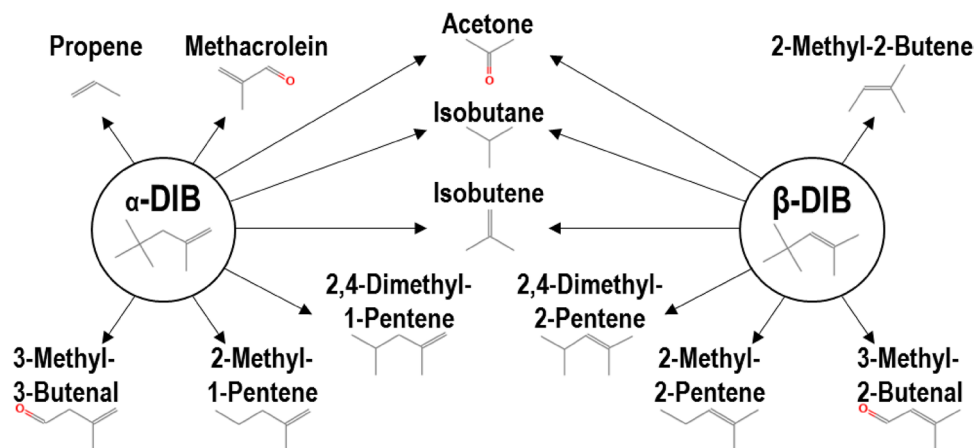 Acetone
Propene
Methacrolein
O
O
2-Methyl-2-Butene
Isobutane
Isobutene
α-DIB
β-DIB
2,4-Dimethyl-
1-Pentene
2,4-Dimethyl-
2-Pentene
3-Methyl-
3-Butenal
O
2-Methyl-
1-Pentene
2-Methyl-
2-Pentene
3-Methyl-
2-Butenal
O